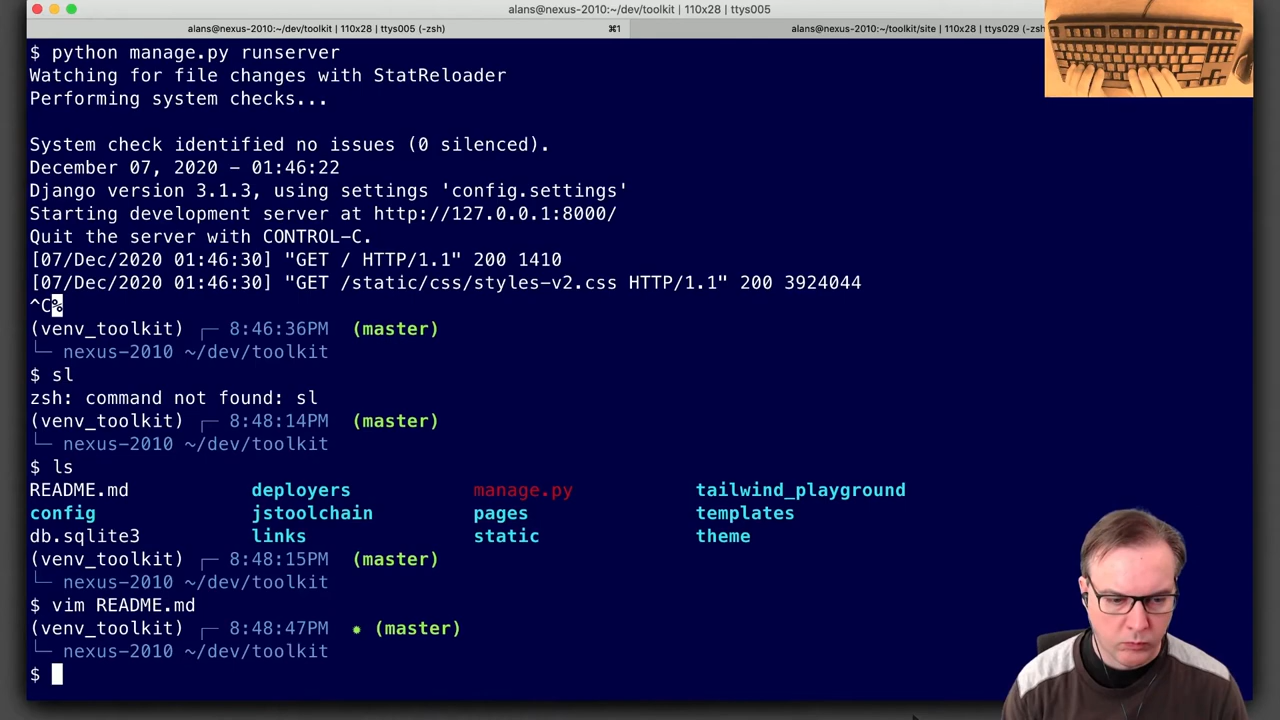 alans@nexus-2010:~/dev/toolkit | 110x28 | ttys005
alans@nexus-2010:~/dev/toolkit | 110x28 | ttys005 (-zsh) ⌘1 alans@nexus-2010:~/toolkit/site | 110x28 | ttys029 (-zsh)
$ python manage.py runserver
Watching for file changes with StatReloader
Performing system checks...
System check identified no issues (0 silenced).
December 07, 2020 - 01:46:22
Django version 3.1.3, using settings 'config.settings'
Starting development server at http://127.0.0.1:8000/
Quit the server with CONTROL-C.
[07/Dec/2020 01:46:30] "GET / HTTP/1.1" 200 1410
[07/Dec/2020 01:46:30] "GET /static/css/styles-v2.css HTTP/1.1" 200 3924044
^C%
(venv_toolkit) ┌─ 8:46:36PM (master)
└─ nexus-2010 ~/dev/toolkit
$ sl
zsh: command not found: sl
(venv_toolkit) ┌─ 8:48:14PM (master)
└─ nexus-2010 ~/dev/toolkit
$ ls
README.md deployers manage.py tailwind_playground
config jstoolchain pages templates
db.sqlite3 links static theme
(venv_toolkit) ┌─ 8:48:15PM (master)
└─ nexus-2010 ~/dev/toolkit
$ vim README.md
(venv_toolkit) ┌─ 8:48:47PM ✹ (master)
└─ nexus-2010 ~/dev/toolkit
$